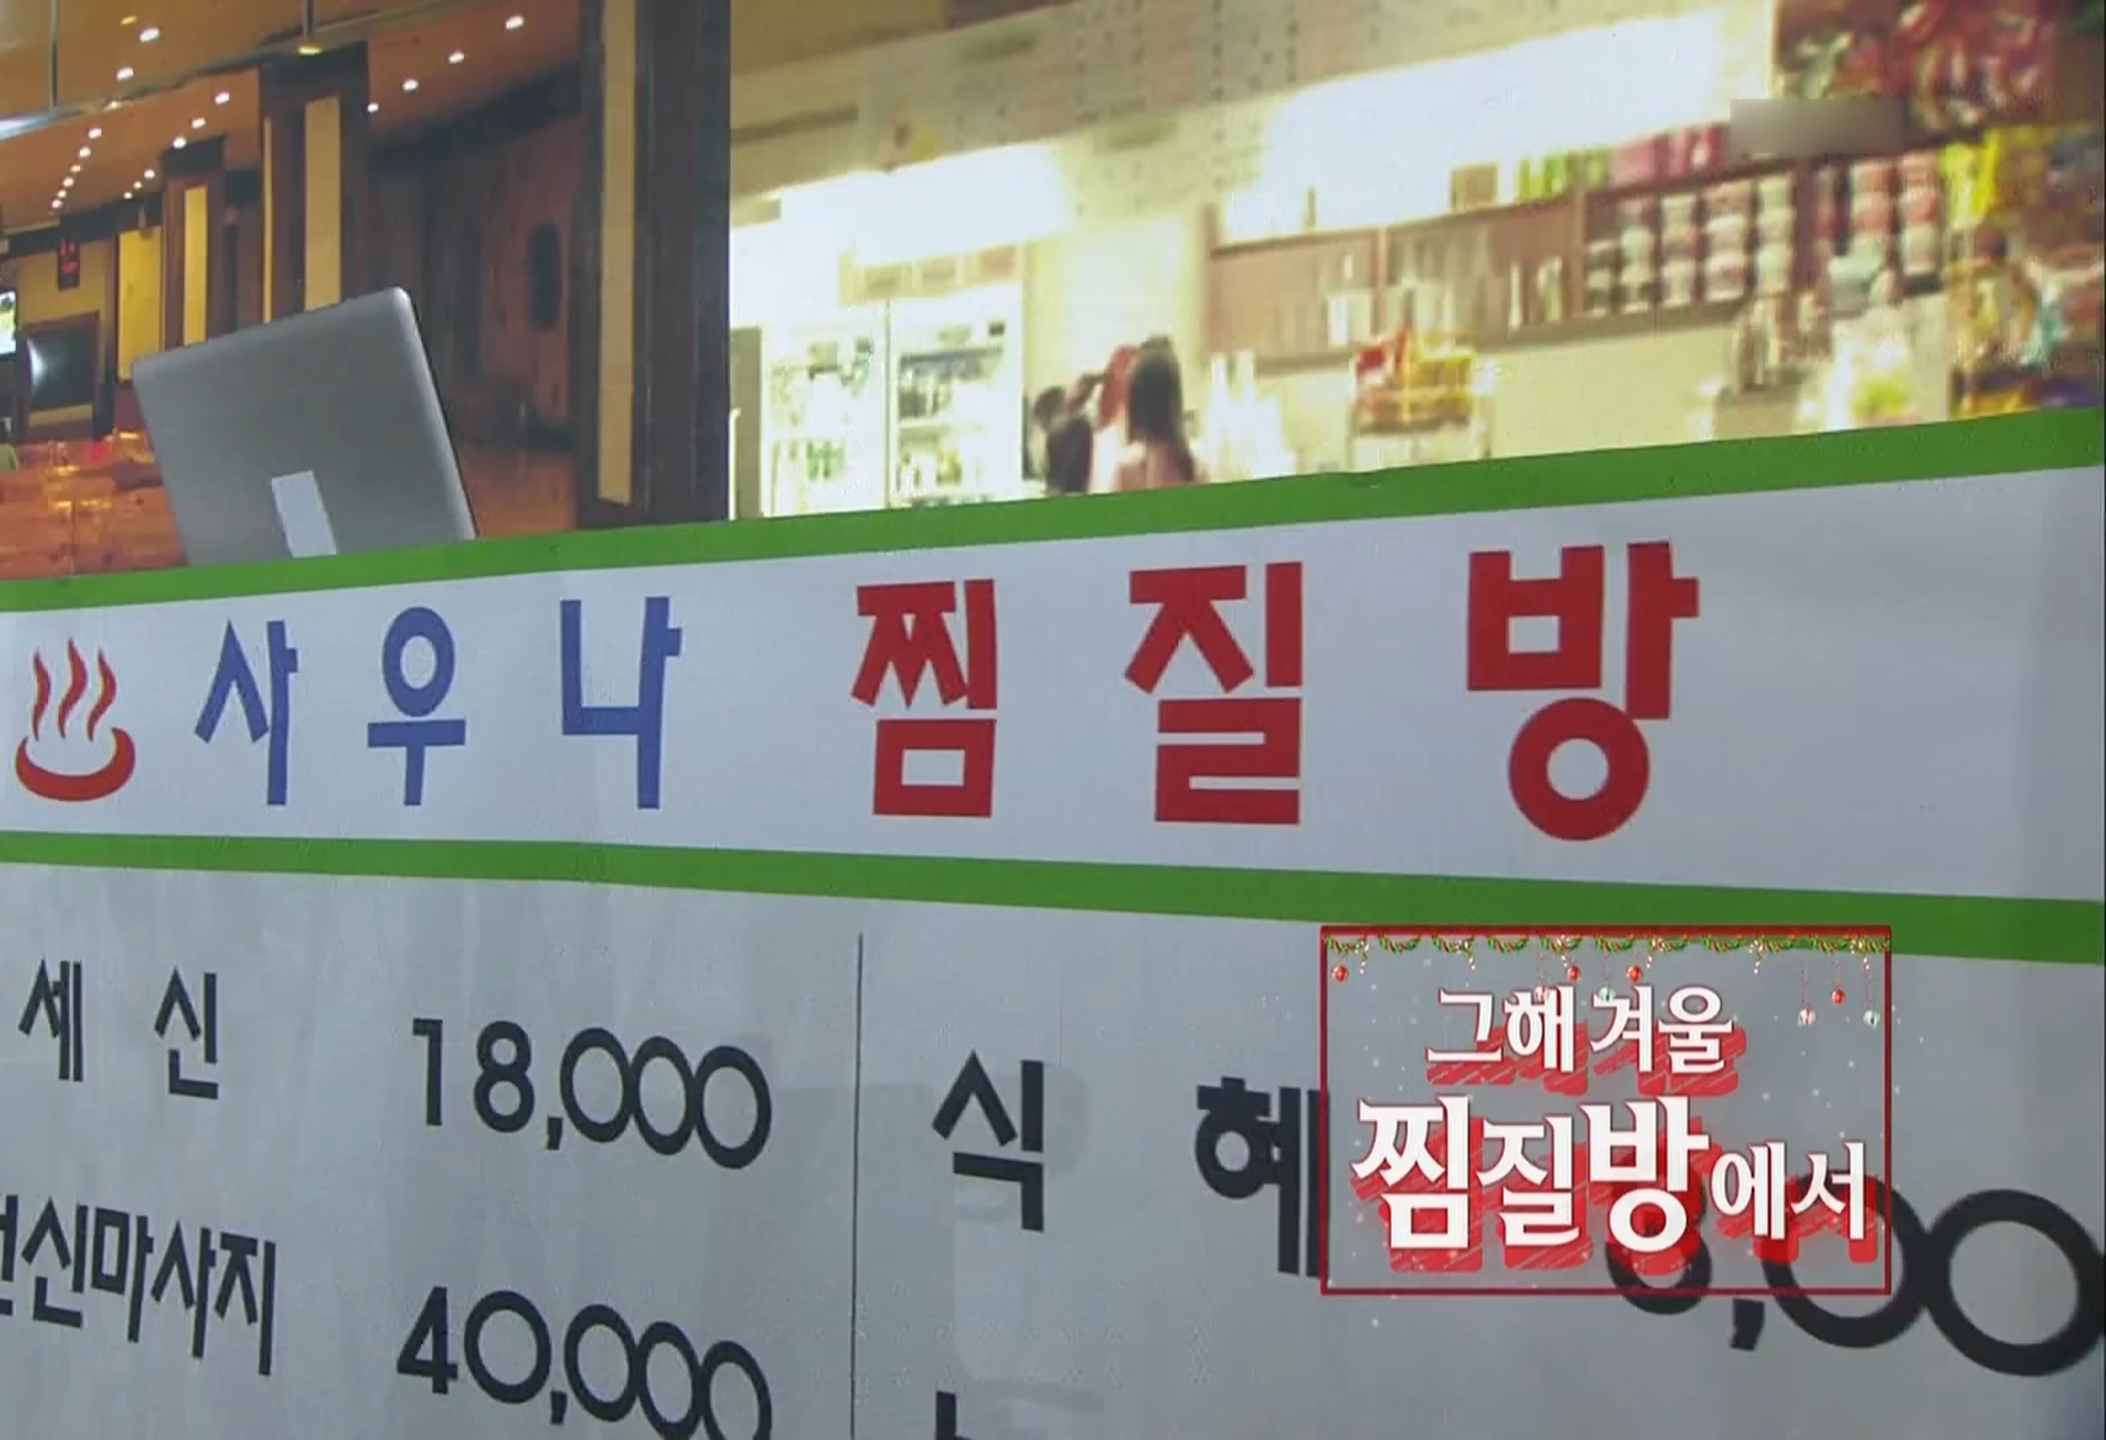 사우나 찜질방
세신 18,000
신마사지 40,000
식혜
그해 겨울
찜질방에서